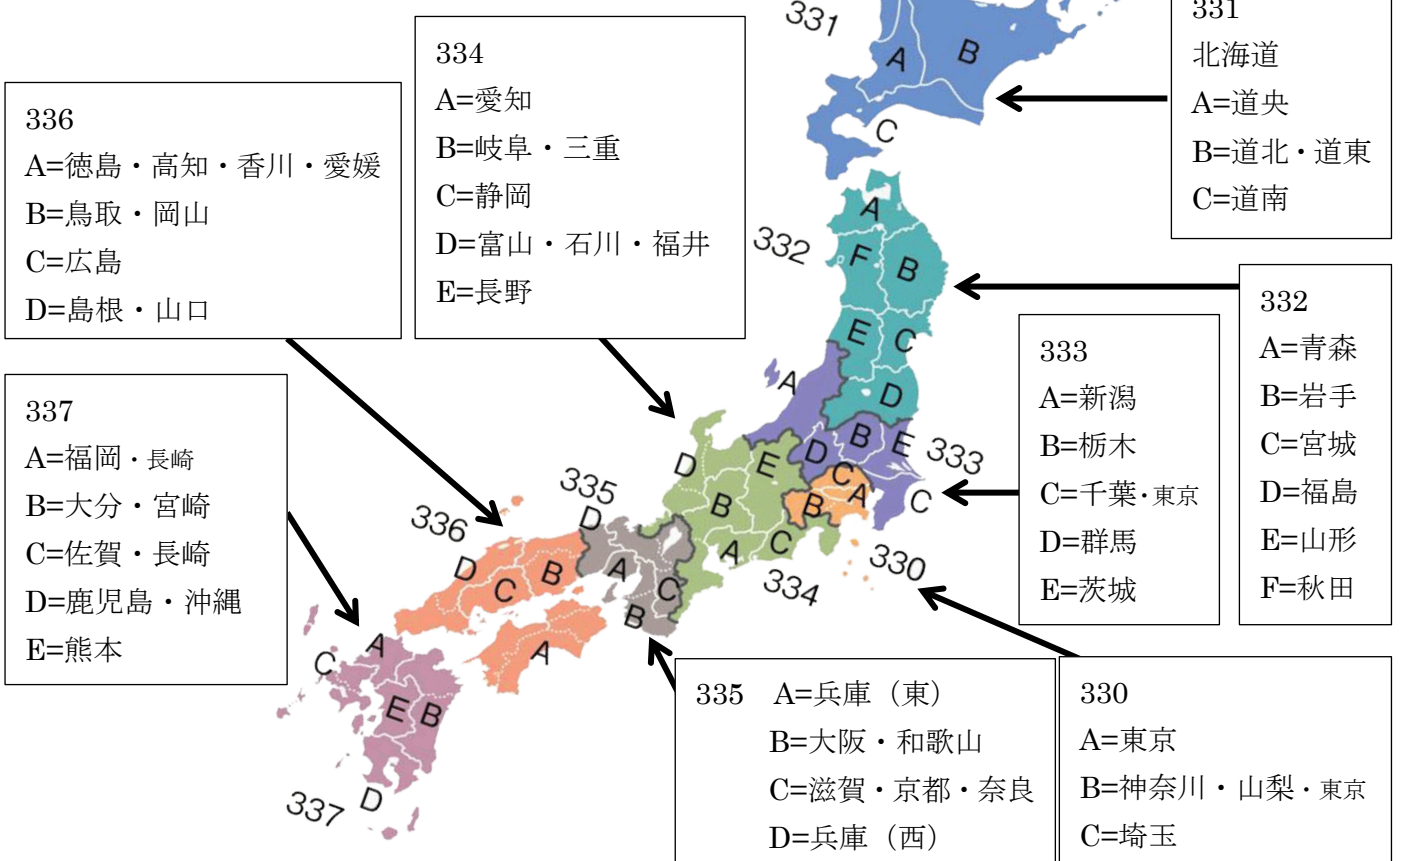 334
A=愛知
B=岐阜・三重
C=静岡
D=富山・石川・福井
E=長野
336
A=徳島・高知・香川・愛媛
B=鳥取・岡山
C=広島
D=島根・山口
337
A=福岡・長崎
B=大分・宮崎
C=佐賀・長崎
D=鹿児島・沖縄
E=熊本
331
北海道
A=道央
B=道北・道東
C=道南
332
A=青森
B=岩手
C=宮城
D=福島
E=山形
F=秋田
333
A=新潟
B=栃木
C=千葉・東京
D=群馬
E=茨城
335 A=兵庫（東）
B=大阪・和歌山
C=滋賀・京都・奈良
D=兵庫（西）
330
A=東京
B=神奈川・山梨・東京
C=埼玉
331
A
B
C
332
A
F
B
E
C
D
333
A
B
E
D
C
C
330
A
B
334
D
E
B
A
C
335
D
A
C
B
336
D
C
B
A
337
A
C
E
B
D